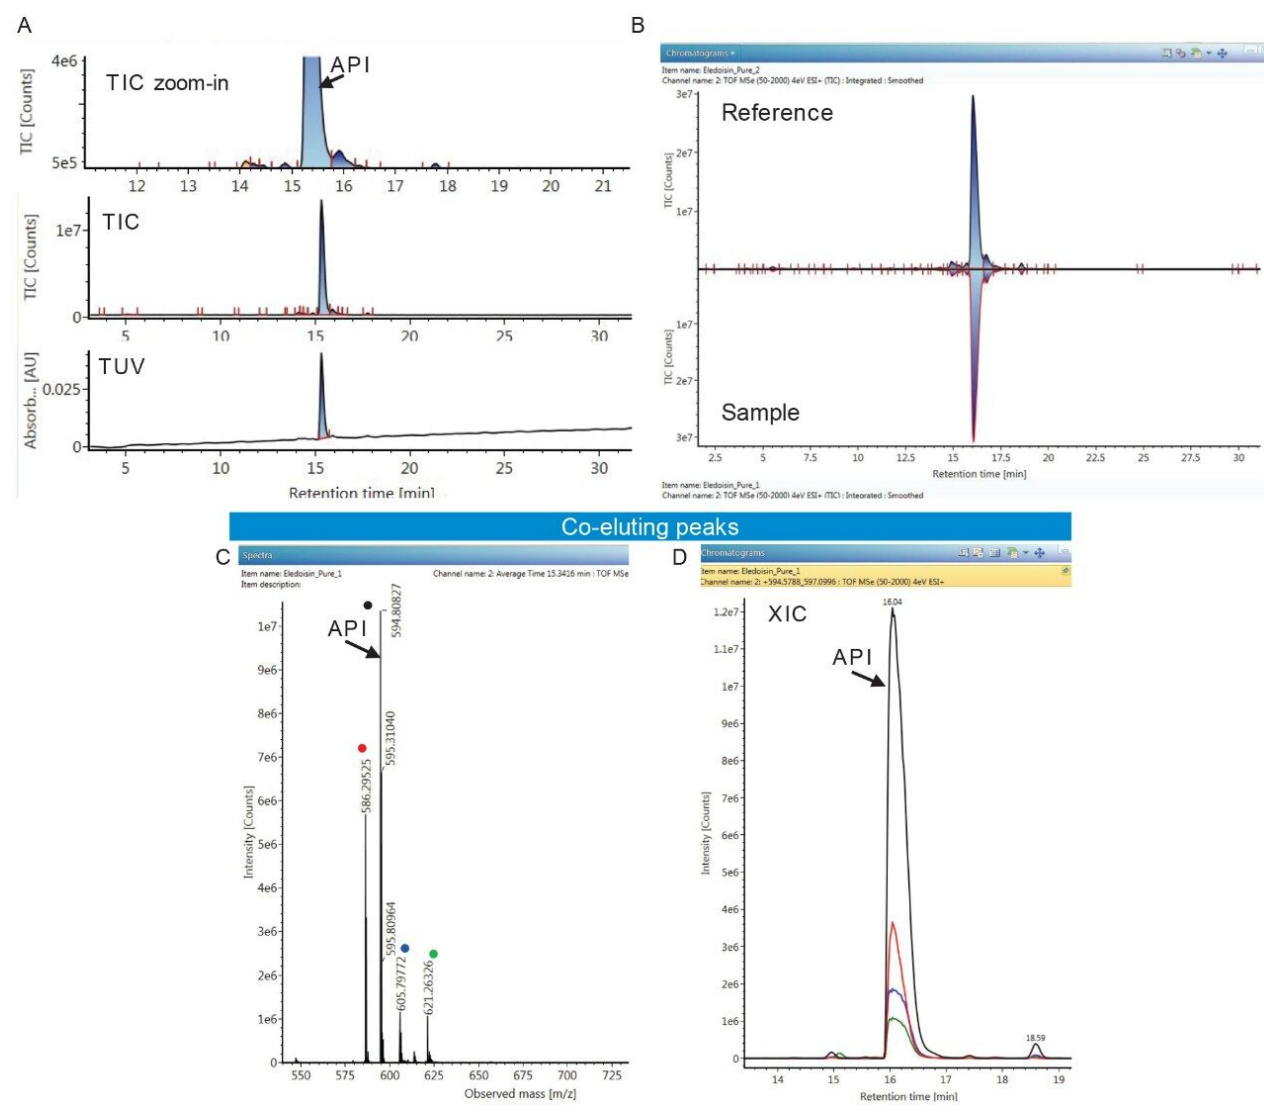 A
4e6
TIC zoom-in
API
TIC [Counts]
5e5
12 13 14 15 16 17 18 19 20 21
TIC
1e7
TIC [Counts]
0
5 10 15 20 25 30
TUV
Absorb... [AU]
0.025
0
5 10 15 20 25 30
Retention time [min]
B
Chromatograms
Item name: Eledoisin_Pure_2
Channel name: 2: TOF MSe (50-2000) 4eV ESI+ (TIC) : Integrated : Smoothed
3e7
Reference
2e7
TIC [Counts]
1e7
1e7
TIC [Counts]
2e7
Sample
3e7
2.5 5 7.5 10 12.5 15 17.5 20 22.5 25 27.5 30
Retention time [min]
Item name: Eledoisin_Pure_1
Channel name: 2: TOF MSe (50-2000) 4eV ESI+ (TIC) : Integrated : Smoothed
Co-eluting peaks
C
Spectra
Item name: Eledoisin_Pure_1 Channel name: 2: Average Time 15.3416 min : TOF MSe
Item description:
594.80827
API
595.31040
586.29525
595.80964
605.79772
621.26326
1e7
9e6
8e6
7e6
6e6
5e6
4e6
3e6
2e6
1e6
0
Intensity [Counts]
550 575 600 625 650 675 700 725
Observed mass [m/z]
D
Chromatograms
Item name: Eledoisin_Pure_1
Channel name: 2: +594.5788_597.0996 : TOF MSe (50-2000) 4eV ESI+
16.04
XIC
API
18.59
1.2e7
1.1e7
1e7
9e6
8e6
7e6
6e6
5e6
4e6
3e6
2e6
1e6
0
Intensity [Counts]
14 15 16 17 18 19
Retention time [min]